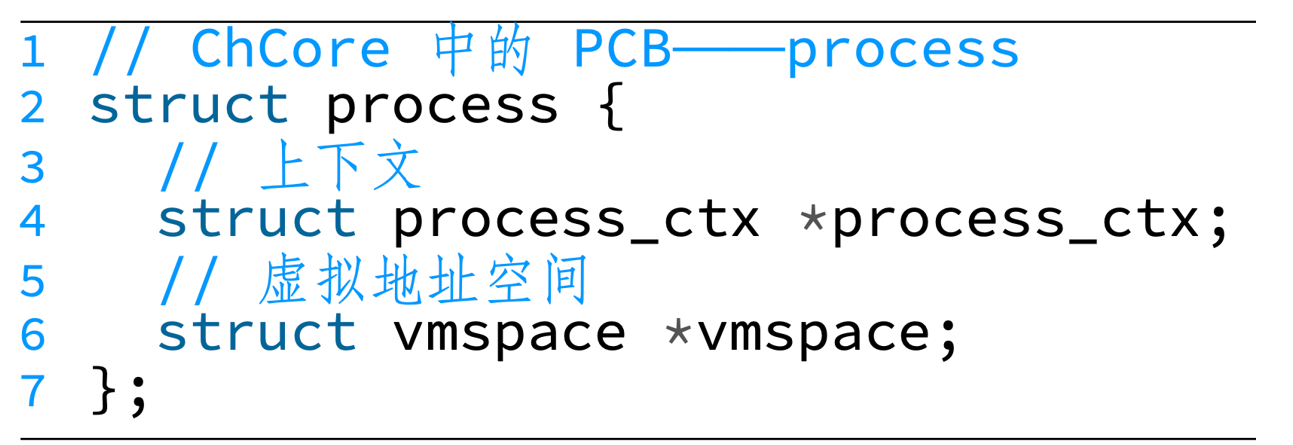 1 // ChCore 中的 PCB——process
2 struct process {
3   // 上下文
4   struct process_ctx *process_ctx;
5   // 虚拟地址空间
6   struct vmspace *vmspace;
7 };